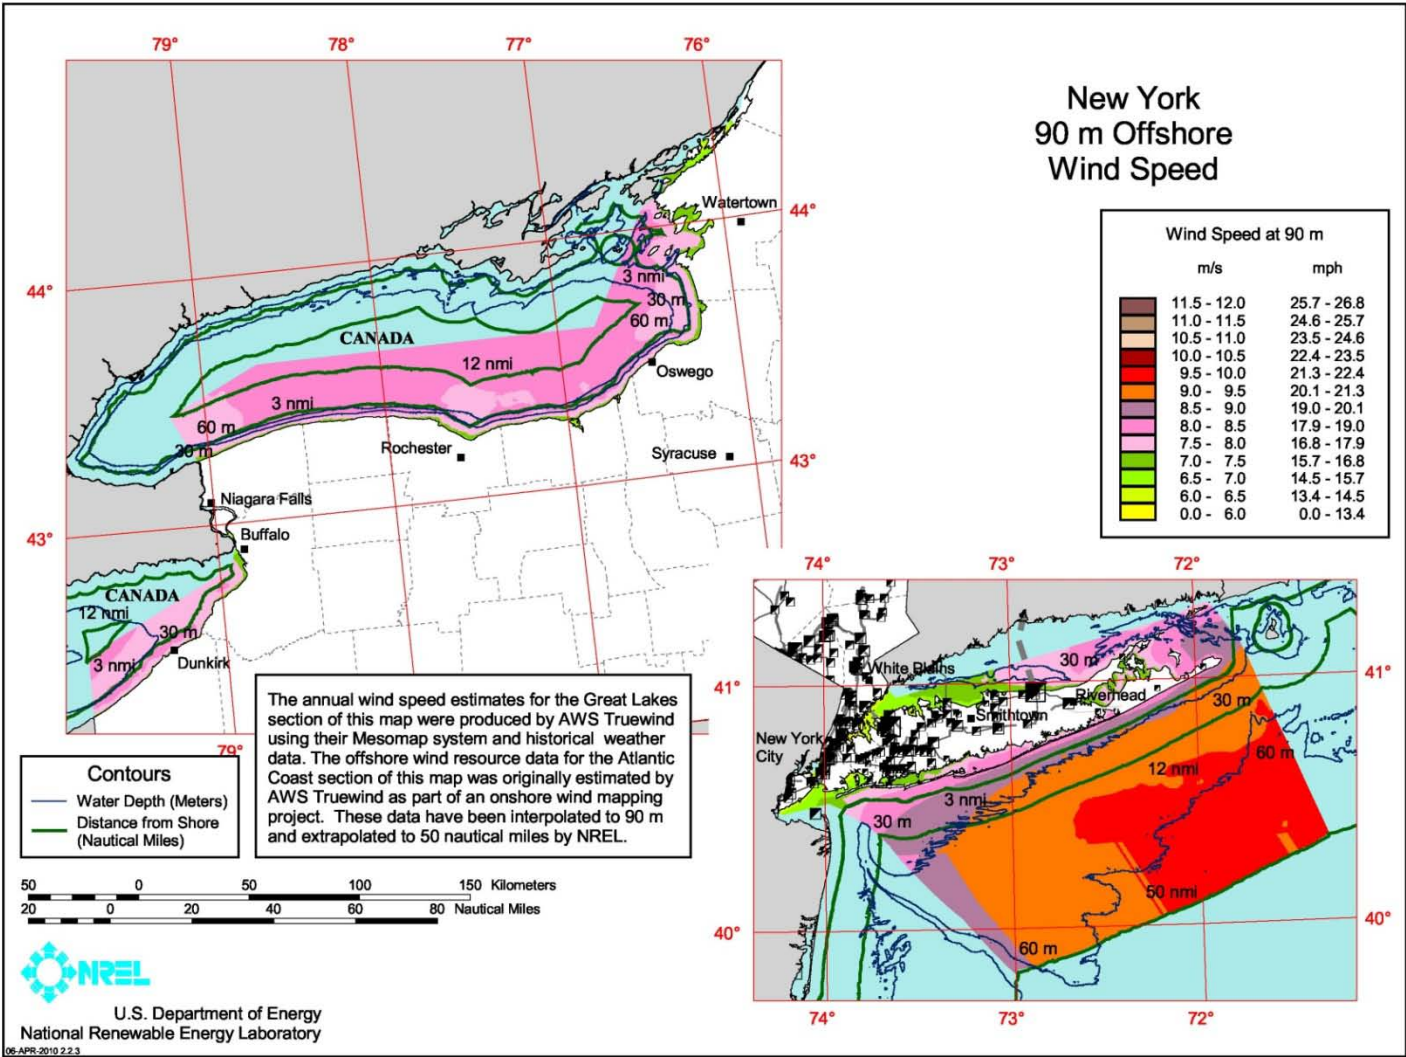 New York
90 m Offshore
Wind Speed
79°
78°
77°
76°
Watertown
44°
3 nmi
30 m
60 m
44°
CANADA
12 nmi
Oswego
3 nmi
60 m
30 m
Rochester
Syracuse
43°
Niagara Falls
Buffalo
43°
CANADA
12 nmi
30 m
3 nmi
Dunkirk
79°
Wind Speed at 90 m
m/s mph
11.5 - 12.0 25.7 - 26.8
11.0 - 11.5 24.6 - 25.7
10.5 - 11.0 23.5 - 24.6
10.0 - 10.5 22.4 - 23.5
9.5 - 10.0 21.3 - 22.4
9.0 - 9.5 20.1 - 21.3
8.5 - 9.0 19.0 - 20.1
8.0 - 8.5 17.9 - 19.0
7.5 - 8.0 16.8 - 17.9
7.0 - 7.5 15.7 - 16.8
6.5 - 7.0 14.5 - 15.7
6.0 - 6.5 13.4 - 14.5
0.0 - 6.0 0.0 - 13.4
74°
73°
72°
White Plains
30 m
41°
41°
Riverhead
30 m
Smithtown
New York
City
60 m
12 nmi
3 nmi
30 m
50 nmi
40°
40°
60 m
74°
73°
72°
The annual wind speed estimates for the Great Lakes
section of this map were produced by AWS Truewind
using their Mesomap system and historical weather
data. The offshore wind resource data for the Atlantic
Coast section of this map was originally estimated by
AWS Truewind as part of an onshore wind mapping
project. These data have been interpolated to 90 m
and extrapolated to 50 nautical miles by NREL.
Contours
Water Depth (Meters)
Distance from Shore
(Nautical Miles)
50 0 50 100 150 Kilometers
20 0 20 40 60 80 Nautical Miles
NREL
U.S. Department of Energy
National Renewable Energy Laboratory
06-APR-2010 2.2.3